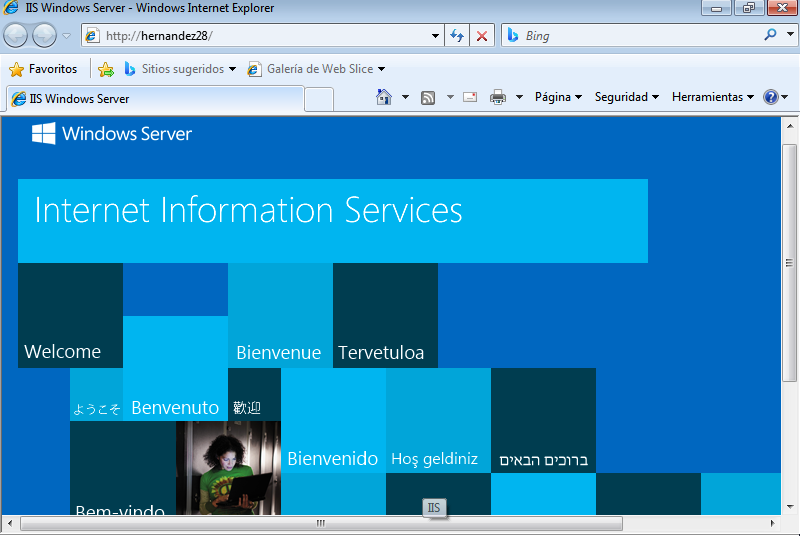 IIS Windows Server - Windows Internet Explorer
http://hernandez28/
Bing
Favoritos
Sitios sugeridos
Galería de Web Slice
IIS Windows Server
Página
Seguridad
Herramientas
Windows Server
Internet Information Services
Welcome
Bienvenue
Tervetuloa
ようこそ
Benvenuto
歡迎
Bienvenido
Hoş geldiniz
ברוכים הבאים
Bem-vindo
IIS